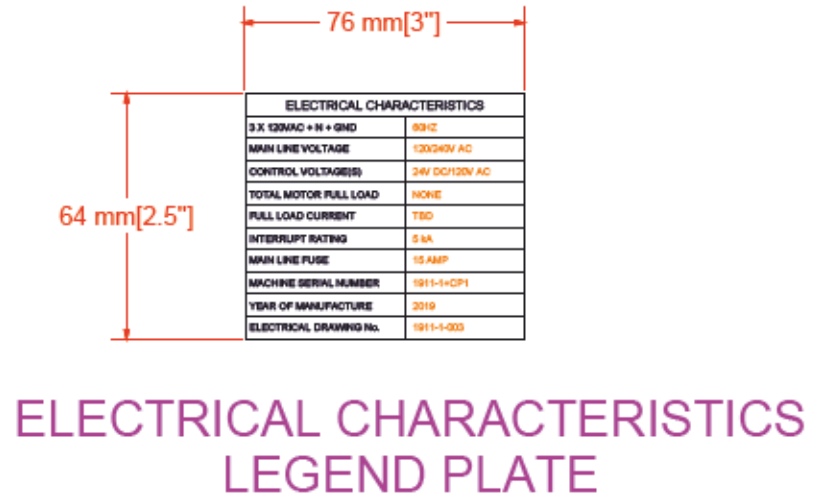 76 mm[3"]
ELECTRICAL CHARACTERISTICS
3 X 120VAC + N + GND 60HZ
MAIN LINE VOLTAGE 120/240V AC
CONTROL VOLTAGE(S) 24V DC/120V AC
TOTAL MOTOR FULL LOAD NONE
FULL LOAD CURRENT TBD
INTERRUPT RATING 5 kA
MAIN LINE FUSE 15 AMP
MACHINE SERIAL NUMBER 1911-1=CP1
YEAR OF MANUFACTURE 2019
ELECTRICAL DRAWING No. 1911-1-003
64 mm[2.5"]
ELECTRICAL CHARACTERISTICS
LEGEND PLATE